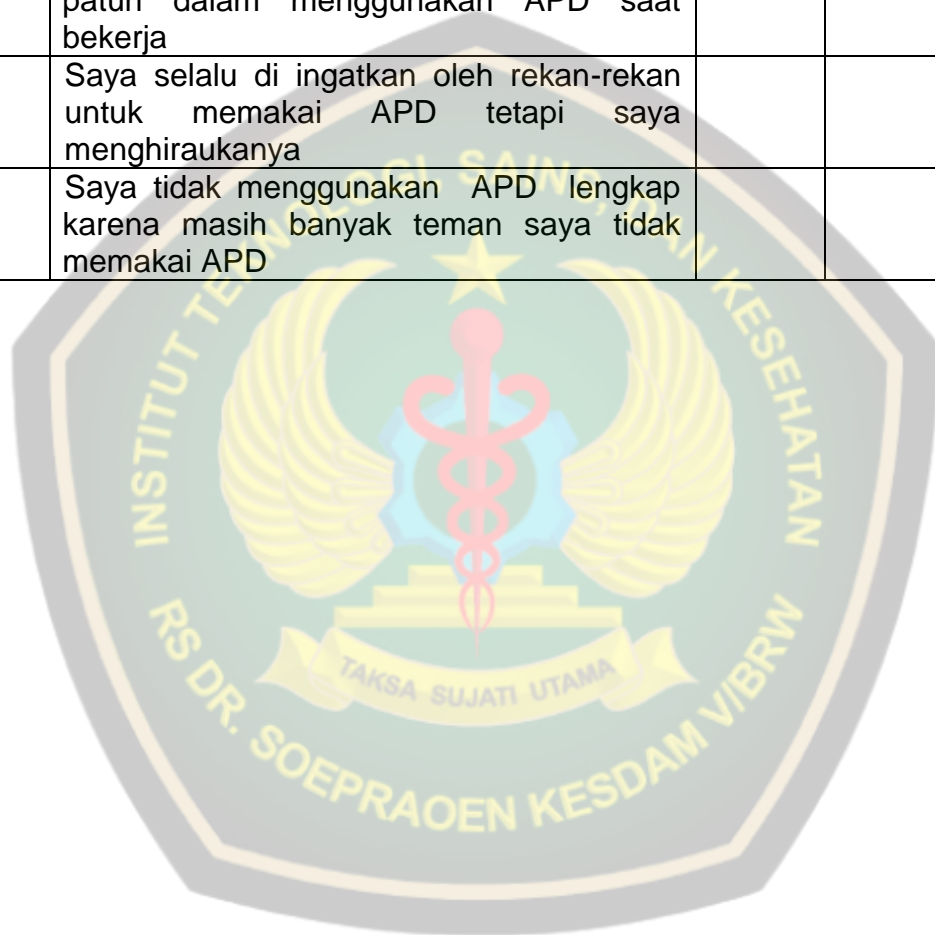 patuh dalam menggunakan APD saat
bekerja
Saya selalu di ingatkan oleh rekan-rekan
untuk memakai APD tetapi saya
menghiraukanya
Saya tidak menggunakan APD lengkap
karena masih banyak teman saya tidak
memakai APD
INSTITUT TEKNOLOGI, SAINS, DAN KESEHATAN
TAKSA SUJATI UTAMA
RS DR. SOEPRAOEN KESDAM V/BRW